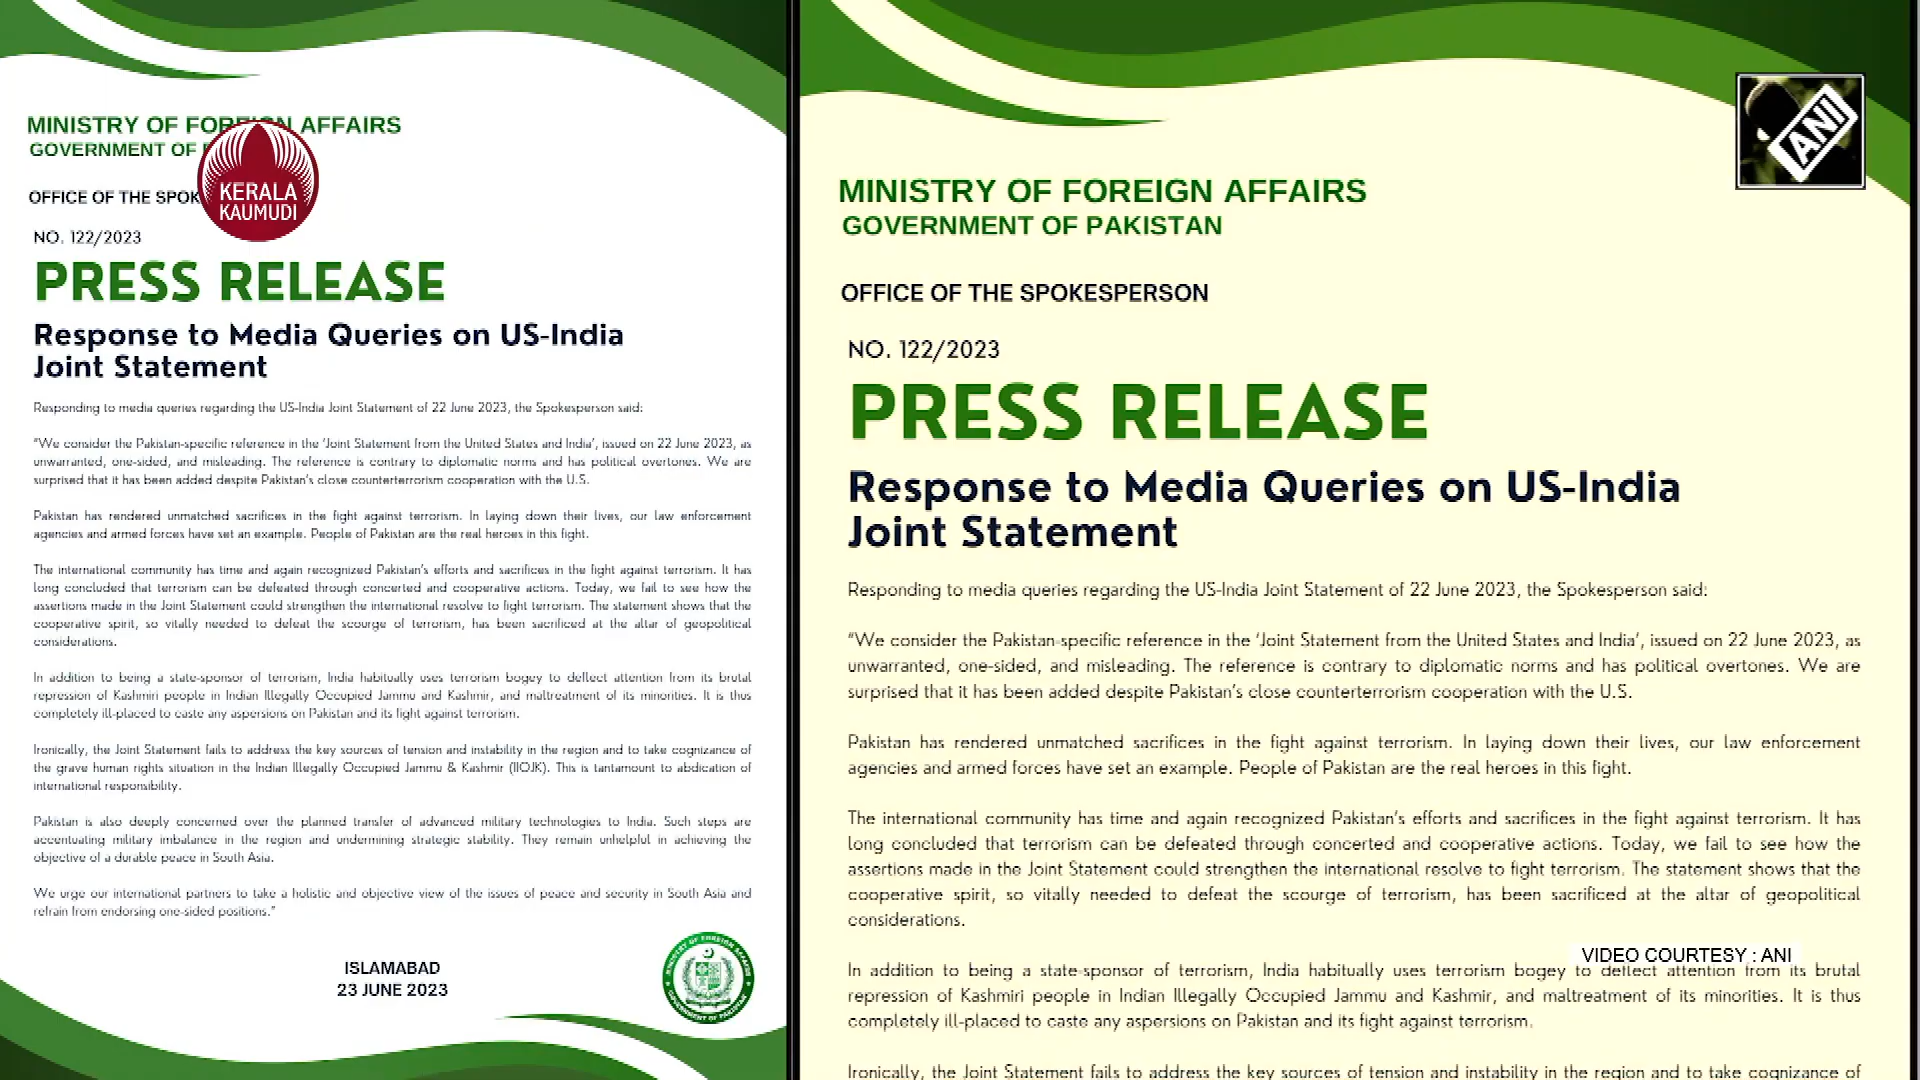 MINISTRY OF FOREIGN AFFAIRS
GOVERNMENT OF
OFFICE OF THE SPOK
KERALA
KAUMUDI
NO. 122/2023
PRESS RELEASE
Response to Media Queries on US-India
Joint Statement
Responding to media queries regarding the US-India Joint Statement of 22 June 2023, the Spokesperson said:
“We consider the Pakistan-specific reference in the ‘Joint Statement from the United States and India’, issued on 22 June 2023, as
unwarranted, one-sided, and misleading. The reference is contrary to diplomatic norms and has political overtones. We are
surprised that it has been added despite Pakistan’s close counterterrorism cooperation with the U.S.
Pakistan has rendered unmatched sacrifices in the fight against terrorism. In laying down their lives, our law enforcement
agencies and armed forces have set an example. People of Pakistan are the real heroes in this fight.
The international community has time and again recognized Pakistan’s efforts and sacrifices in the fight against terrorism. It has
long concluded that terrorism can be defeated through concerted and cooperative actions. Today, we fail to see how the
assertions made in the Joint Statement could strengthen the international resolve to fight terrorism. The statement shows that the
cooperative spirit, so vitally needed to defeat the scourge of terrorism, has been sacrificed at the altar of geopolitical
considerations.
In addition to being a state-sponsor of terrorism, India habitually uses terrorism bogey to deflect attention from its brutal
repression of Kashmiri people in Indian Illegally Occupied Jammu and Kashmir, and maltreatment of its minorities. It is thus
completely ill-placed to caste any aspersions on Pakistan and its fight against terrorism.
Ironically, the Joint Statement fails to address the key sources of tension and instability in the region and to take cognizance of
the grave human rights situation in the Indian Illegally Occupied Jammu & Kashmir (IIOJK). This is tantamount to abdication of
international responsibility.
Pakistan is also deeply concerned over the planned transfer of advanced military technologies to India. Such steps are
accentuating military imbalance in the region and undermining strategic stability. They remain unhelpful in achieving the
objective of a durable peace in South Asia.
We urge our international partners to take a holistic and objective view of the issues of peace and security in South Asia and
refrain from endorsing one-sided positions.”
ISLAMABAD
23 JUNE 2023
MINISTRY OF FOREIGN AFFAIRS
GOVERNMENT OF PAKISTAN
ANI
MINISTRY OF FOREIGN AFFAIRS
GOVERNMENT OF PAKISTAN
OFFICE OF THE SPOKESPERSON
NO. 122/2023
PRESS RELEASE
Response to Media Queries on US-India
Joint Statement
Responding to media queries regarding the US-India Joint Statement of 22 June 2023, the Spokesperson said:
“We consider the Pakistan-specific reference in the ‘Joint Statement from the United States and India’, issued on 22 June 2023, as
unwarranted, one-sided, and misleading. The reference is contrary to diplomatic norms and has political overtones. We are
surprised that it has been added despite Pakistan’s close counterterrorism cooperation with the U.S.
Pakistan has rendered unmatched sacrifices in the fight against terrorism. In laying down their lives, our law enforcement
agencies and armed forces have set an example. People of Pakistan are the real heroes in this fight.
The international community has time and again recognized Pakistan’s efforts and sacrifices in the fight against terrorism. It has
long concluded that terrorism can be defeated through concerted and cooperative actions. Today, we fail to see how the
assertions made in the Joint Statement could strengthen the international resolve to fight terrorism. The statement shows that the
cooperative spirit, so vitally needed to defeat the scourge of terrorism, has been sacrificed at the altar of geopolitical
considerations.
VIDEO COURTESY : ANI
In addition to being a state-sponsor of terrorism, India habitually uses terrorism bogey to deflect attention from its brutal
repression of Kashmiri people in Indian Illegally Occupied Jammu and Kashmir, and maltreatment of its minorities. It is thus
completely ill-placed to caste any aspersions on Pakistan and its fight against terrorism.
Ironically, the Joint Statement fails to address the key sources of tension and instability in the region and to take cognizance of